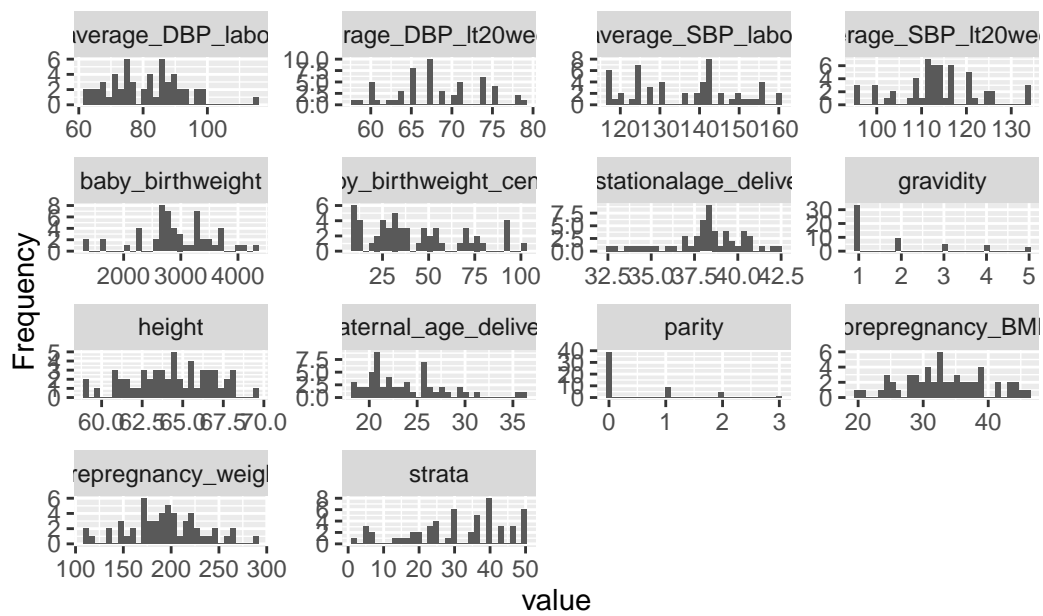 average_DBP_labo
rage_DBP_lt20wee
average_SBP_labo
erage_SBP_lt20week
6
4
2
0
60 80 100
10.0
7.5
5.0
2.5
0.0
60 65 70 75 80
8
6
4
2
0
120 130 140 150 160
6
4
2
0
100 110 120 130
baby_birthweight
by_birthweight_cen
stationalage_delive
gravidity
8
6
4
2
0
2000 3000 4000
6
4
2
0
25 50 75 100
7.5
5.0
2.5
0.0
32.5 35.0 37.5 40.0 42.5
30
20
10
0
1 2 3 4 5
height
aternal_age_delive
parity
prepregnancy_BMI
5
4
3
2
1
0
60.0 62.5 65.0 67.5 70.0
7.5
5.0
2.5
0.0
20 25 30 35
40
30
20
10
0
0 1 2 3
6
4
2
0
20 30 40
repregnancy_weigh
strata
6
4
2
0
100 150 200 250 300
8
6
4
2
0
0 10 20 30 40 50
Frequency
value